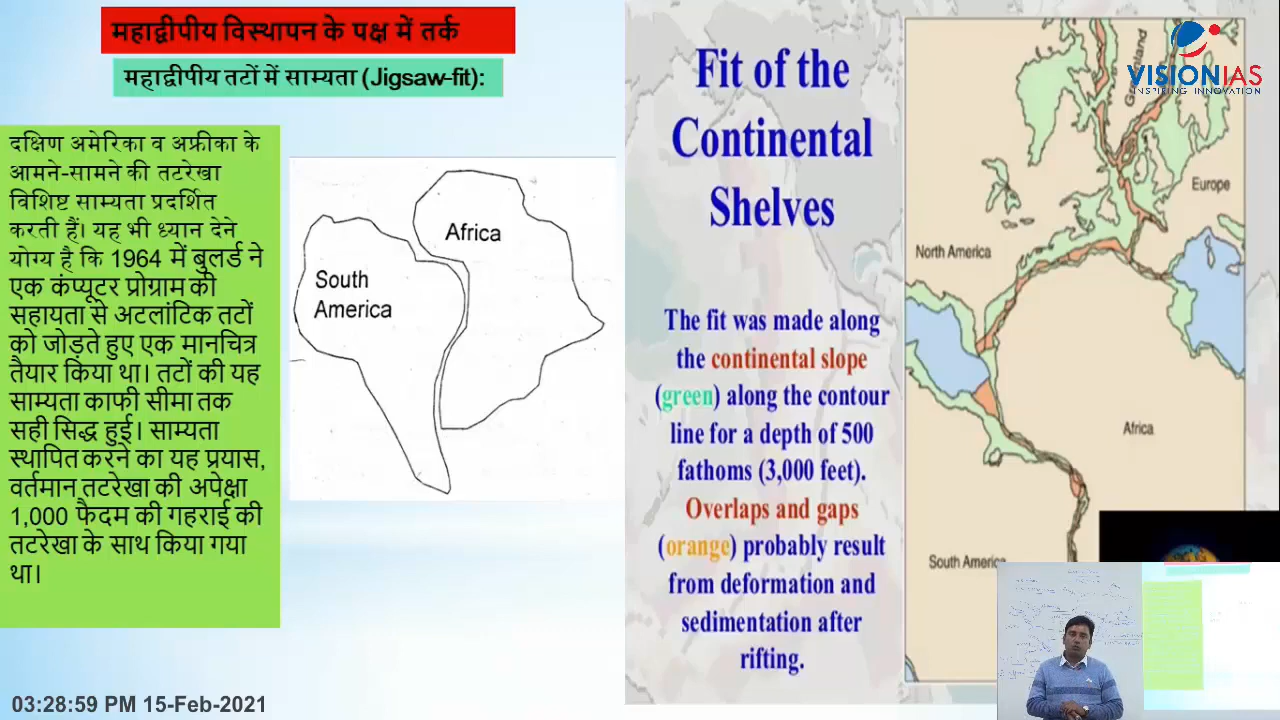 महाद्वीपीय विस्थापन के पक्ष में तर्क
महाद्वीपीय तटों में साम्यता (Jigsaw-fit):
दक्षिण अमेरिका व अफ्रीका के
आमने-सामने की तटरेखा
विशिष्ट साम्यता प्रदर्शित
करती हैं। यह भी ध्यान देने
योग्य है कि 1964 में बुलर्ड ने
एक कंप्यूटर प्रोग्राम की
सहायता से अटलांटिक तटों
को जोड़ते हुए एक मानचित्र
तैयार किया था। तटों की यह
साम्यता काफी सीमा तक
सही सिद्ध हुई। साम्यता
स्थापित करने का यह प्रयास,
वर्तमान तटरेखा की अपेक्षा
1,000 फैदम की गहराई की
तटरेखा के साथ किया गया
था।
Africa
South
America
Fit of the
Continental
Shelves
The fit was made along
the continental slope
(green) along the contour
line for a depth of 500
fathoms (3,000 feet).
Overlaps and gaps
(orange) probably result
from deformation and
sedimentation after
rifting.
VISIONIAS
INSPIRING INNOVATION
Europe
North America
Africa
South America
03:28:59 PM 15-Feb-2021